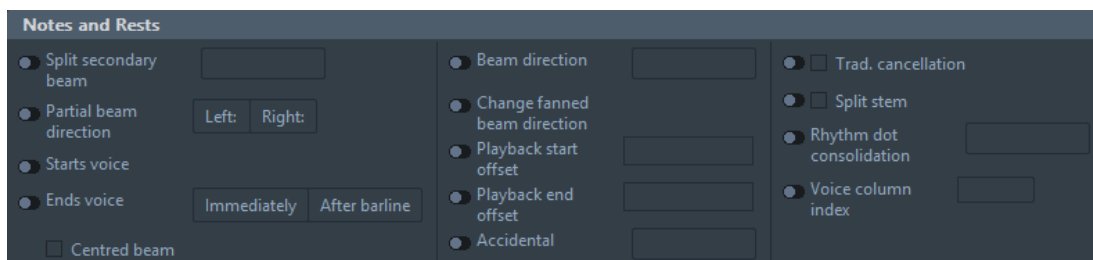 Notes and Rests
Split secondary
beam
Partial beam
direction
Left: Right:
Starts voice
Ends voice
Immediately After barline
Centred beam
Beam direction
Change fanned
beam direction
Playback start
offset
Playback end
offset
Accidental
Trad. cancellation
Split stem
Rhythm dot
consolidation
Voice column
index